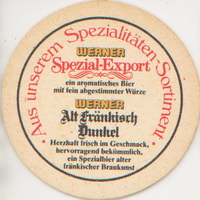 Aus unserem Spezialitäten-Sortiment
WERNER
Spezial-Export
ein aromatisches Bier
mit fein abgestimmter Würze
WERNER
Alt Fränkisch
Dunkel
Herzhaft frisch im Geschmack,
hervorragend bekömmlich,
ein Spezialbier alter
fränkischer Braukunst